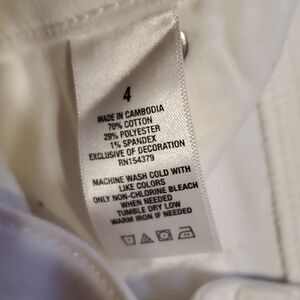 4
MADE IN CAMBODIA
70% COTTON
29% POLYESTER
1% SPANDEX
EXCLUSIVE OF DECORATION
RN154379
MACHINE WASH COLD WITH
LIKE COLORS
ONLY NON-CHLORINE BLEACH
WHEN NEEDED
TUMBLE DRY LOW
WARM IRON IF NEEDED